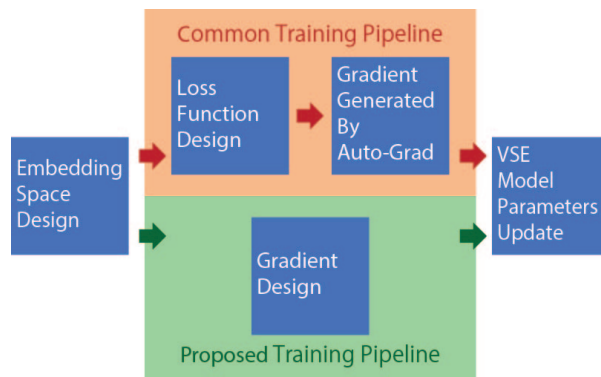 Common Training Pipeline
Embedding
Space
Design
Loss
Function
Design
Gradient
Generated
By
Auto-Grad
VSE
Model
Parameters
Update
Gradient
Design
Proposed Training Pipeline